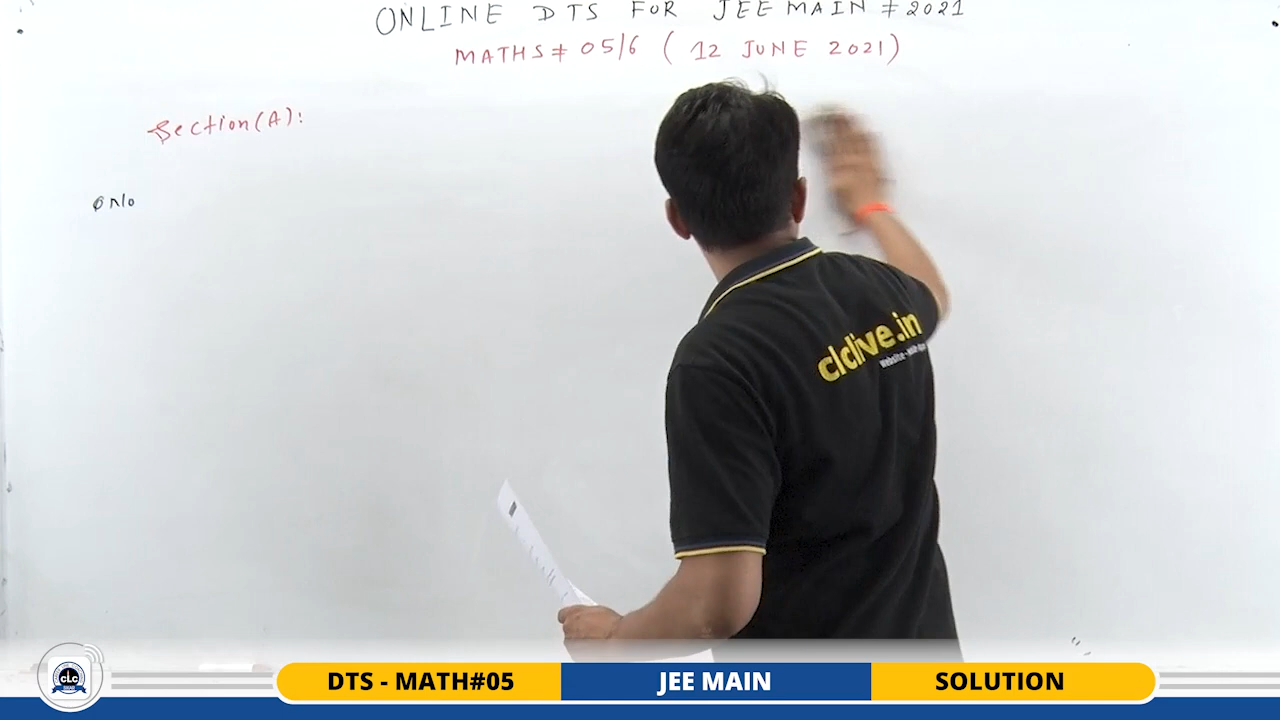 ONLINE DTS FOR JEE MAIN # 2021
MATHS # 05/6 ( 12 JUNE 2021)
Section(A):
Q No
clclive.in
clc
DTS - MATH#05
JEE MAIN
SOLUTION